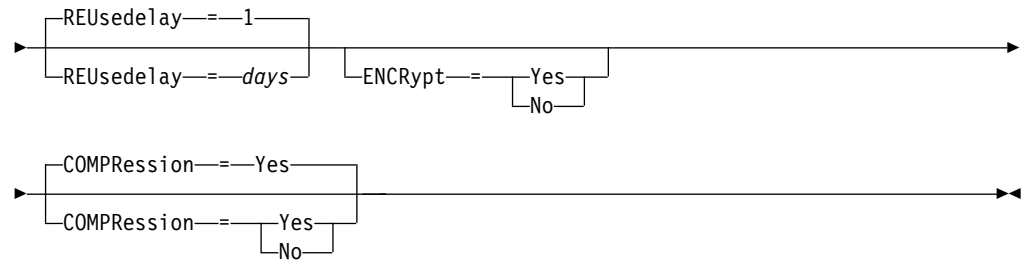 REUsedelay = 1
REUsedelay = days
ENCRypt = Yes
No
COMPRession = Yes
COMPRession = Yes
No